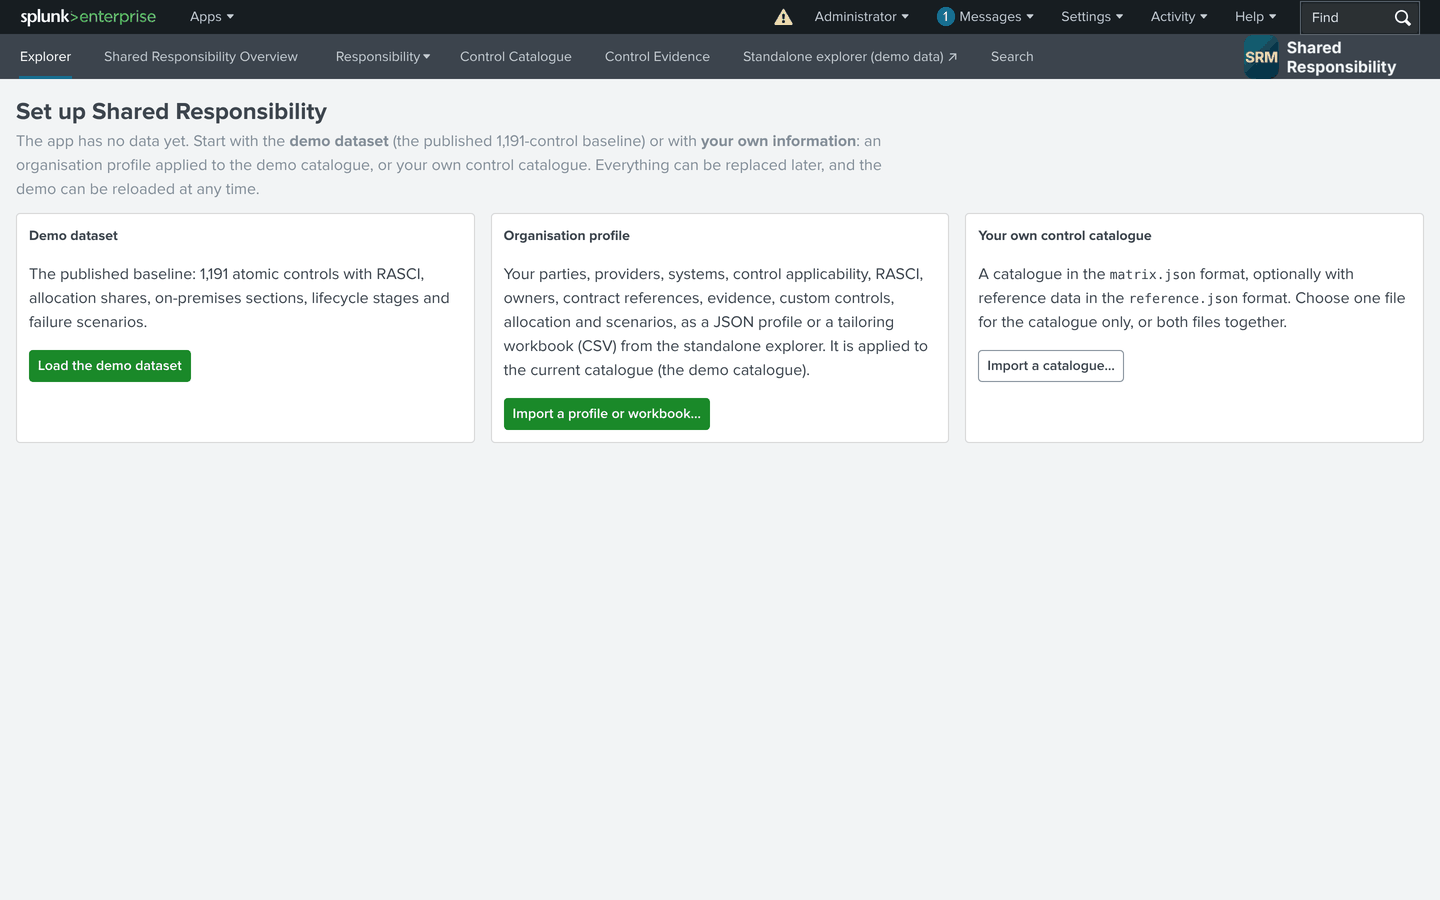 splunk>enterprise Apps Administrator 1 Messages Settings Activity Help Find
Explorer Shared Responsibility Overview Responsibility Control Catalogue Control Evidence Standalone explorer (demo data) ↗ Search SRM Shared Responsibility
Set up Shared Responsibility
The app has no data yet. Start with the demo dataset (the published 1,191-control baseline) or with your own information: an
organisation profile applied to the demo catalogue, or your own control catalogue. Everything can be replaced later, and the
demo can be reloaded at any time.
Demo dataset
The published baseline: 1,191 atomic controls with RASCI,
allocation shares, on-premises sections, lifecycle stages and
failure scenarios.
Load the demo dataset
Organisation profile
Your parties, providers, systems, control applicability, RASCI,
owners, contract references, evidence, custom controls,
allocation and scenarios, as a JSON profile or a tailoring
workbook (CSV) from the standalone explorer. It is applied to
the current catalogue (the demo catalogue).
Import a profile or workbook...
Your own control catalogue
A catalogue in the matrix.json format, optionally with
reference data in the reference.json format. Choose one file
for the catalogue only, or both files together.
Import a catalogue...